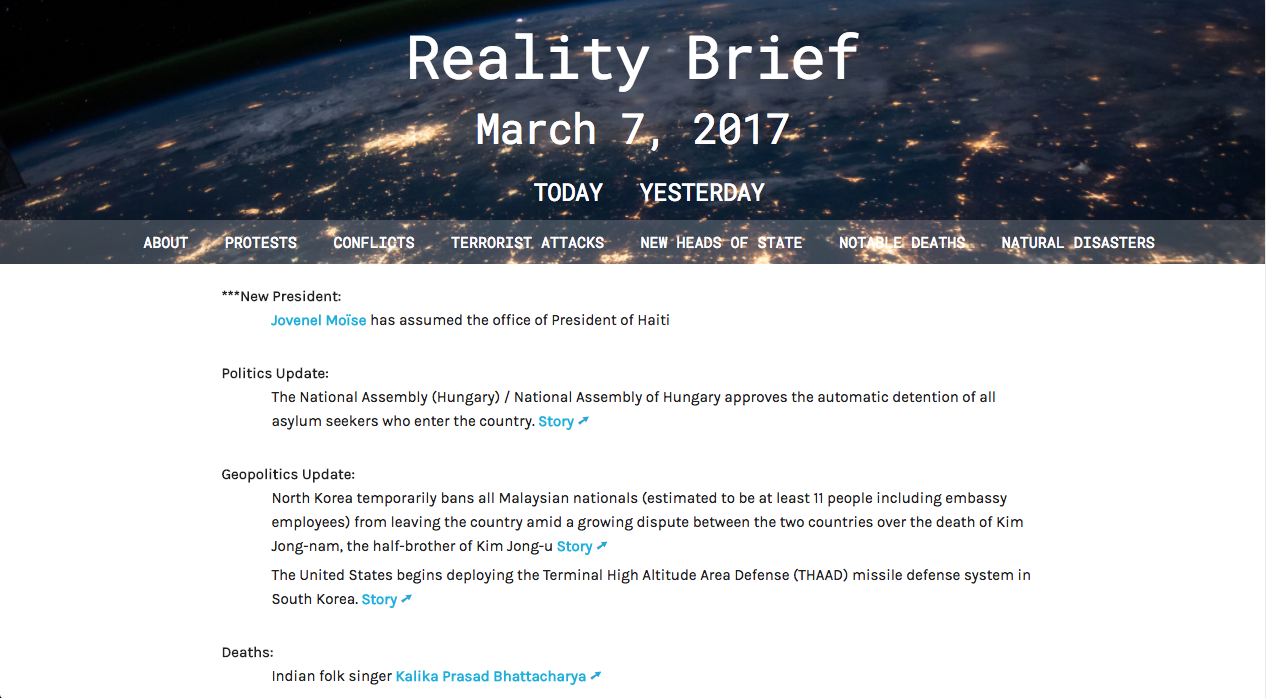 Reality Brief
March 7, 2017
TODAY YESTERDAY
ABOUT PROTESTS CONFLICTS TERRORIST ATTACKS NEW HEADS OF STATE NOTABLE DEATHS NATURAL DISASTERS
***New President:
Jovenel Moïse has assumed the office of President of Haiti
Politics Update:
The National Assembly (Hungary) / National Assembly of Hungary approves the automatic detention of all
asylum seekers who enter the country. Story ➚
Geopolitics Update:
North Korea temporarily bans all Malaysian nationals (estimated to be at least 11 people including embassy
employees) from leaving the country amid a growing dispute between the two countries over the death of Kim
Jong-nam, the half-brother of Kim Jong-u Story ➚
The United States begins deploying the Terminal High Altitude Area Defense (THAAD) missile defense system in
South Korea. Story ➚
Deaths:
Indian folk singer Kalika Prasad Bhattacharya ➚